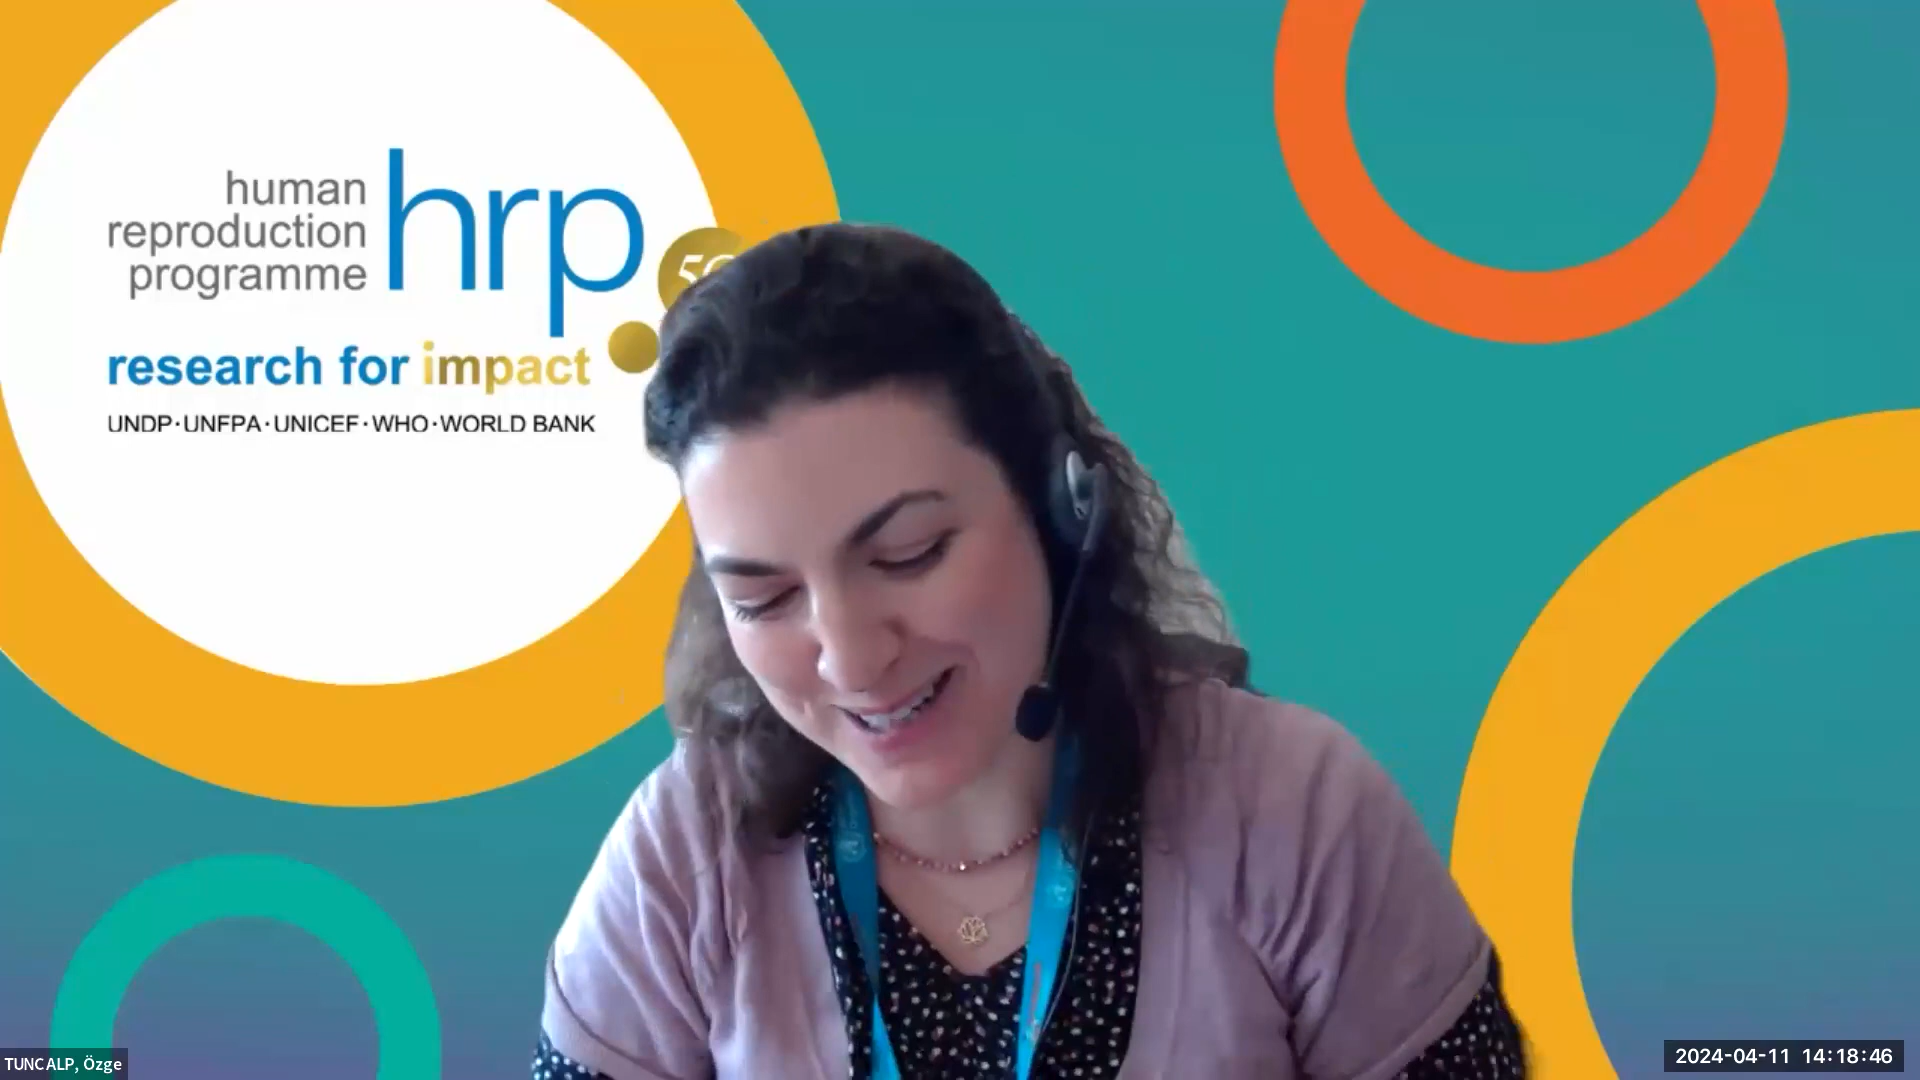 human
reproduction
programme
hrp
research for impact
UNDP·UNFPA·UNICEF·WHO·WORLD BANK
TUNCALP, Özge
2024-04-11 14:18:46